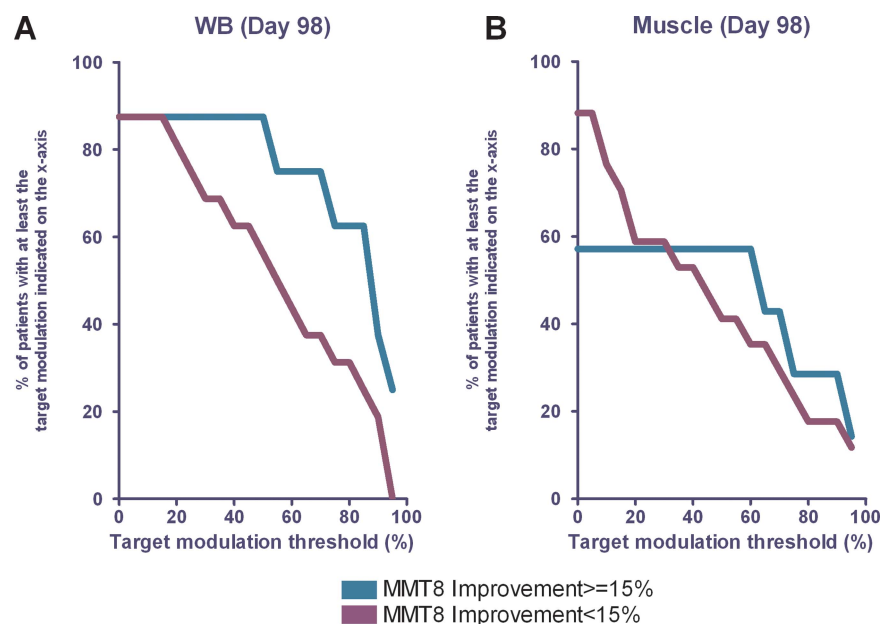 A
WB (Day 98)
% of patients with at least the
target modulation indicated on the x-axis
100
80
60
40
20
0
0 20 40 60 80 100
Target modulation threshold (%)
B
Muscle (Day 98)
% of patients with at least the
target modulation indicated on the x-axis
100
80
60
40
20
0
0 20 40 60 80 100
Target modulation threshold (%)
MMT8 Improvement>=15%
MMT8 Improvement<15%